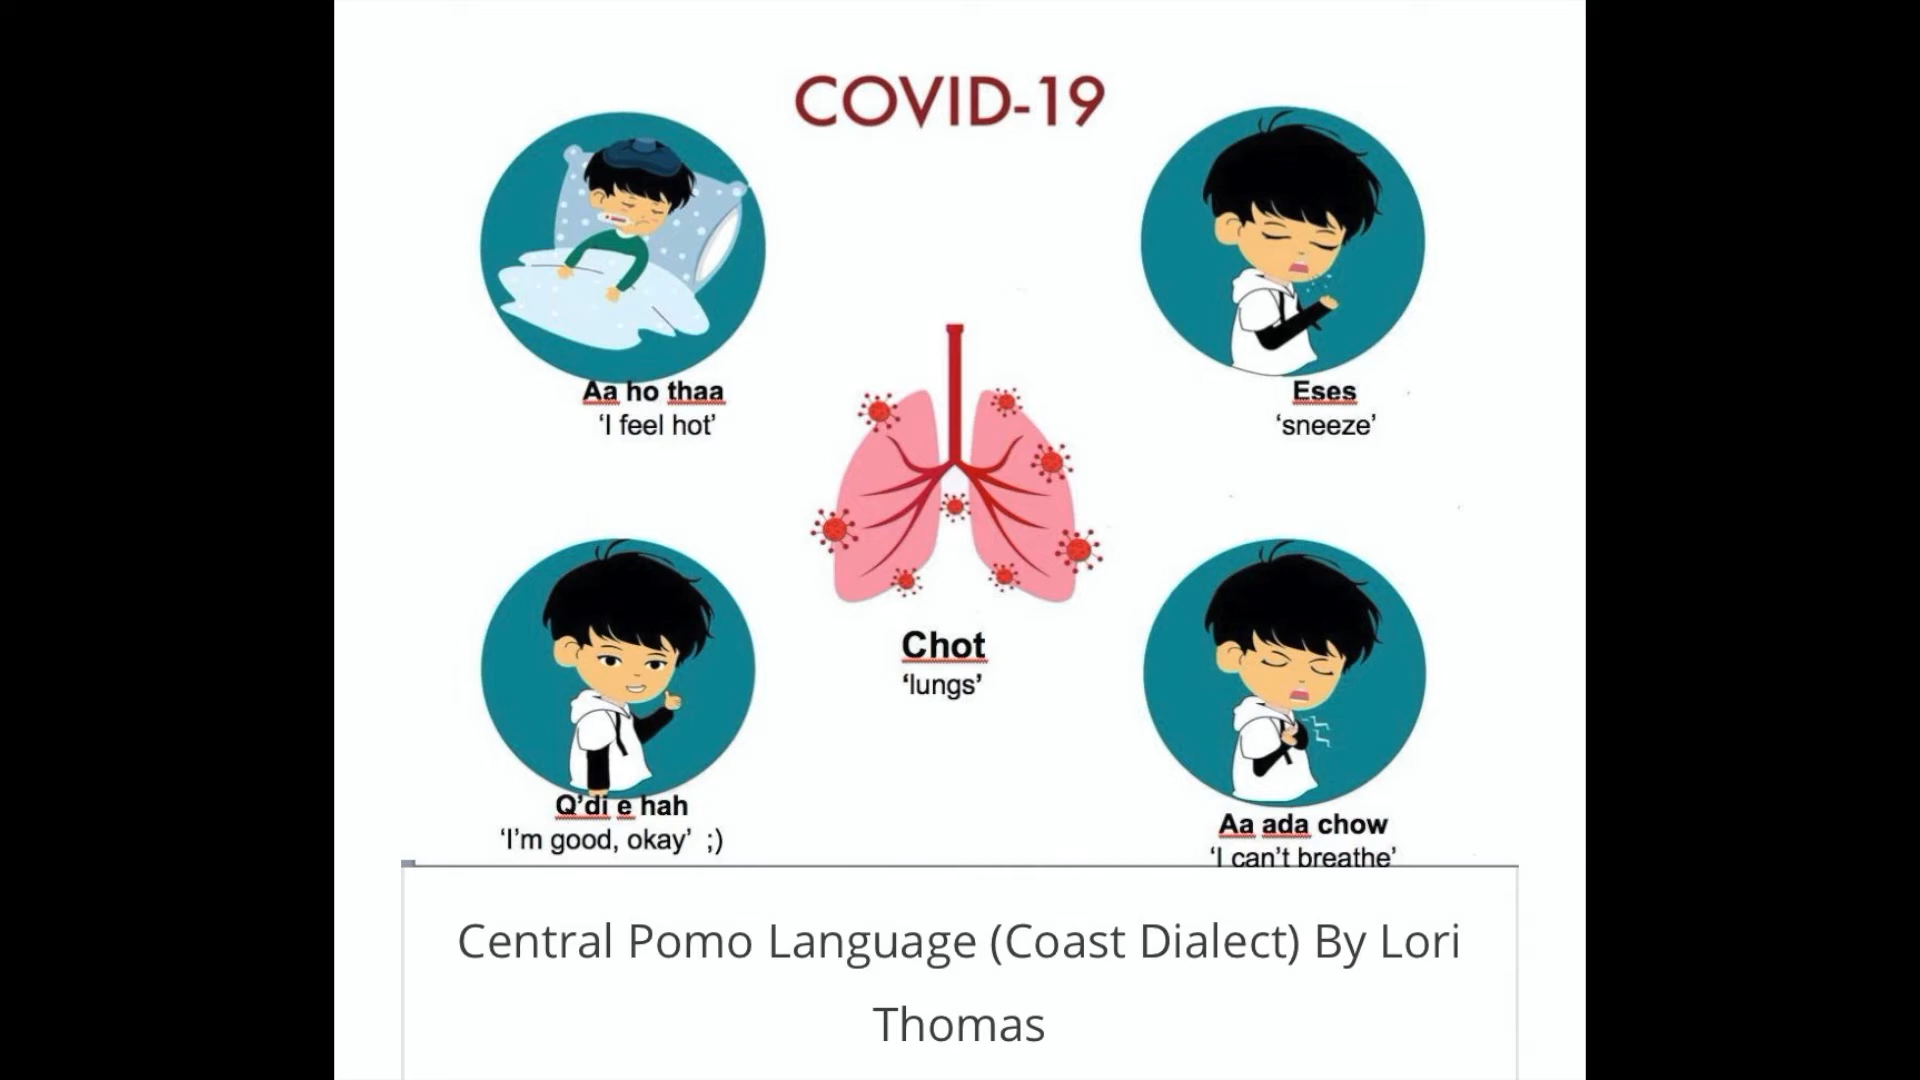 COVID-19
Aa ho thaa
‘I feel hot’
Eses
‘sneeze’
Chot
‘lungs’
Q’di e hah
‘I’m good, okay’ ;)
Aa ada chow
‘I can’t breathe’
Central Pomo Language (Coast Dialect) By Lori
Thomas